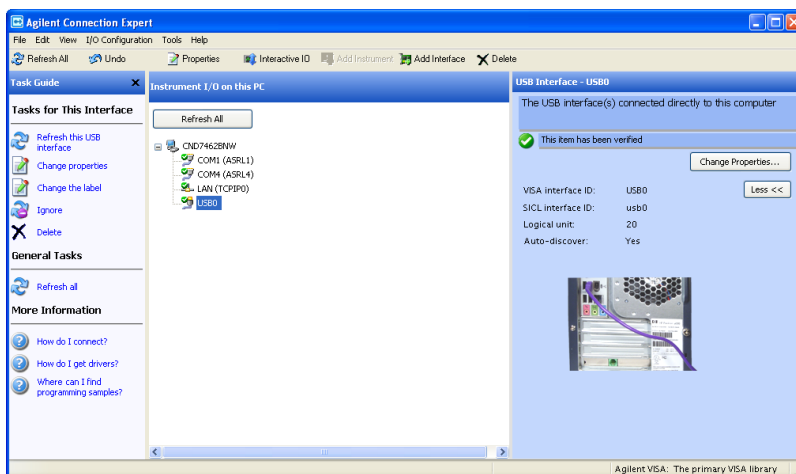 Agilent Connection Expert
File Edit View I/O Configuration Tools Help
Refresh All Undo Properties Interactive IO Add Instrument Add Interface Delete
Task Guide
Tasks for This Interface
Refresh this USB
interface
Change properties
Change the label
Ignore
Delete
General Tasks
Refresh all
More Information
How do I connect?
How do I get drivers?
Where can I find
programming samples?
Instrument I/O on this PC
Refresh All
CND7462BNW
COM1 (ASRL1)
COM4 (ASRL4)
LAN (TCPIP0)
USB0
USB Interface - USB0
The USB interface(s) connected directly to this computer
This item has been verified
Change Properties...
VISA interface ID: USB0
Less <<
SICL interface ID: usb0
Logical unit: 20
Auto-discover: Yes
Agilent VISA: The primary VISA library